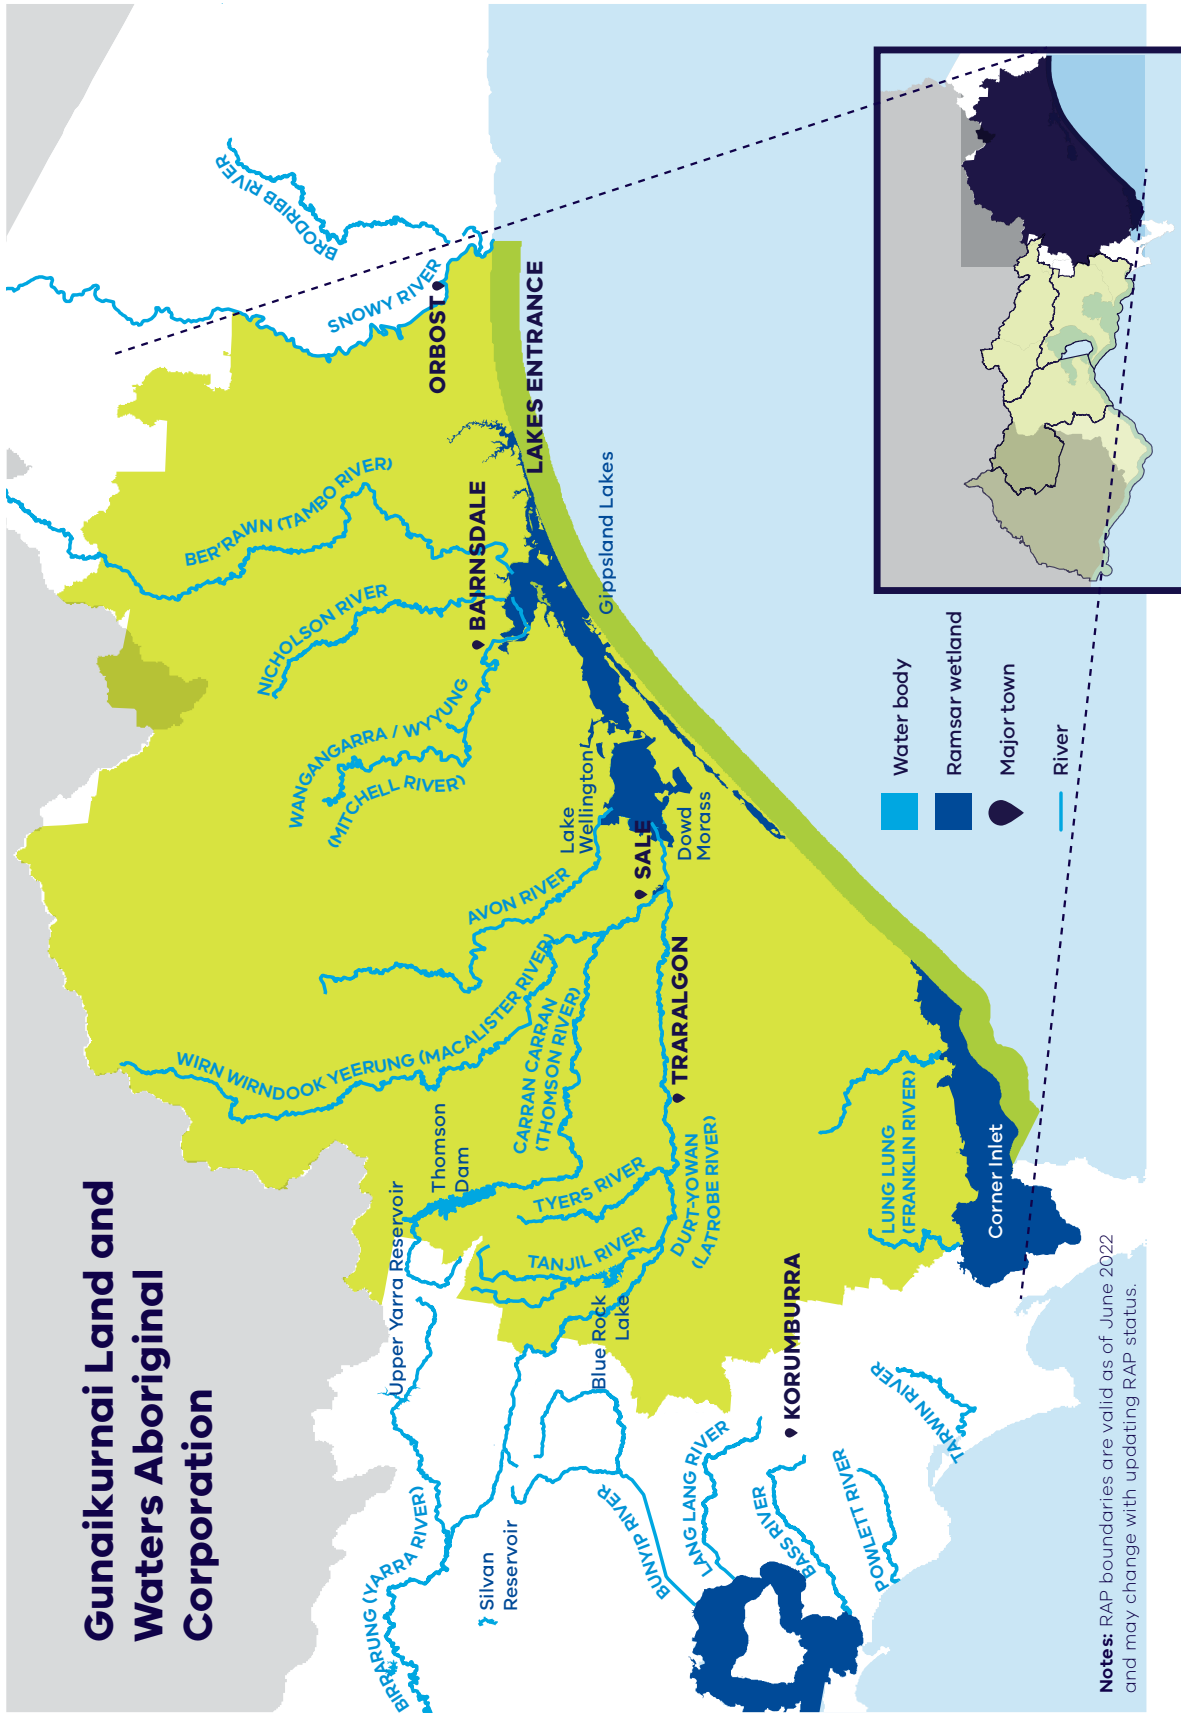 Gunaikurnai Land and
Waters Aboriginal
Corporation
BIRRARUNG (YARRA RIVER)
Silvan
Reservoir
Upper Yarra Reservoir
Thomson
Dam
BUNYIP RIVER
LANG LANG RIVER
BASS RIVER
POWLETT RIVER
TARWIN RIVER
KORUMBURRA
Blue Rock
Lake
TANJIL RIVER
TYERS RIVER
DURT-YOWAN
(LATROBE RIVER)
CARRAN CARRAN
(THOMSON RIVER)
WIRN WIRNDOOK YEERUNG (MACALISTER RIVER)
TRARALGON
LUNG LUNG
(FRANKLIN RIVER)
Corner Inlet
AVON RIVER
SALE
Lake
Wellington
Dowd
Morass
WANGANGARRA / WYYUNG
(MITCHELL RIVER)
NICHOLSON RIVER
BER'RAWN (TAMBO RIVER)
BAIRNSDALE
Gippsland Lakes
LAKES ENTRANCE
ORBOST
SNOWY RIVER
BRODRIBB RIVER
Water body
Ramsar wetland
Major town
River
Notes: RAP boundaries are valid as of June 2022
and may change with updating RAP status.